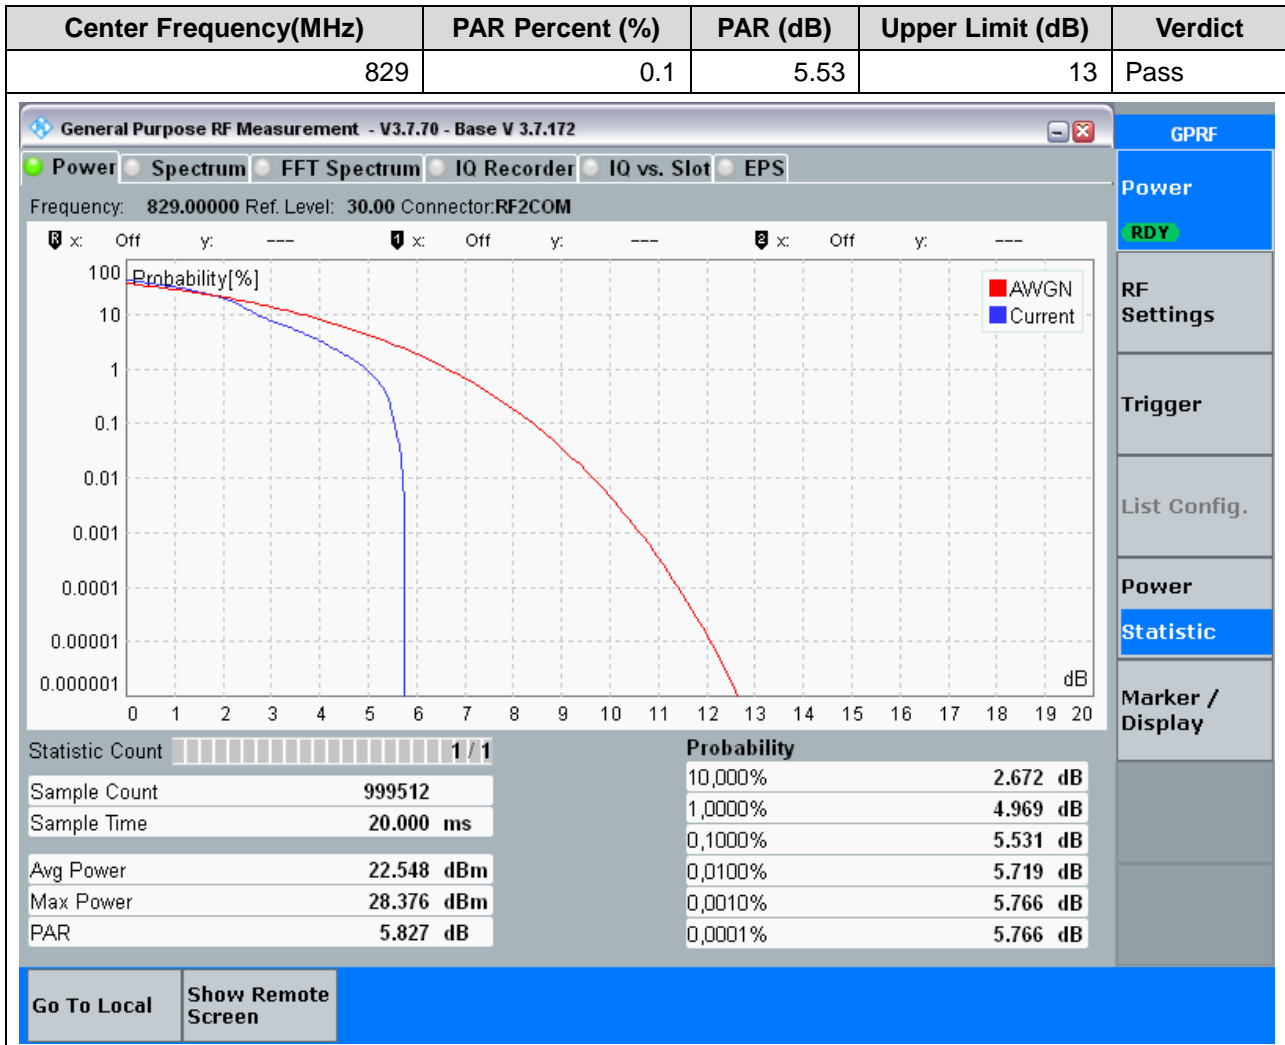 Center Frequency(MHz) PAR Percent (%) PAR (dB) Upper Limit (dB) Verdict
829 0.1 5.53 13 Pass
General Purpose RF Measurement - V3.7.70 - Base V 3.7.172
GPRF
Power Spectrum FFT Spectrum IQ Recorder IQ vs. Slot EPS
Power
RDY
Frequency: 829.00000 Ref. Level: 30.00 Connector:RF2COM
R x: Off y: --- 1 x: Off y: --- 2 x: Off y: ---
Probability[%]
AWGN
Current
100
10
1
0.1
0.01
0.001
0.0001
0.00001
0.000001
dB
0 1 2 3 4 5 6 7 8 9 10 11 12 13 14 15 16 17 18 19 20
RF
Settings
Trigger
List Config.
Power
Statistic
Marker /
Display
Statistic Count 1 / 1
Sample Count 999512
Sample Time 20.000 ms
Avg Power 22.548 dBm
Max Power 28.376 dBm
PAR 5.827 dB
Probability
10,000% 2.672 dB
1,0000% 4.969 dB
0,1000% 5.531 dB
0,0100% 5.719 dB
0,0010% 5.766 dB
0,0001% 5.766 dB
Go To Local
Show Remote
Screen